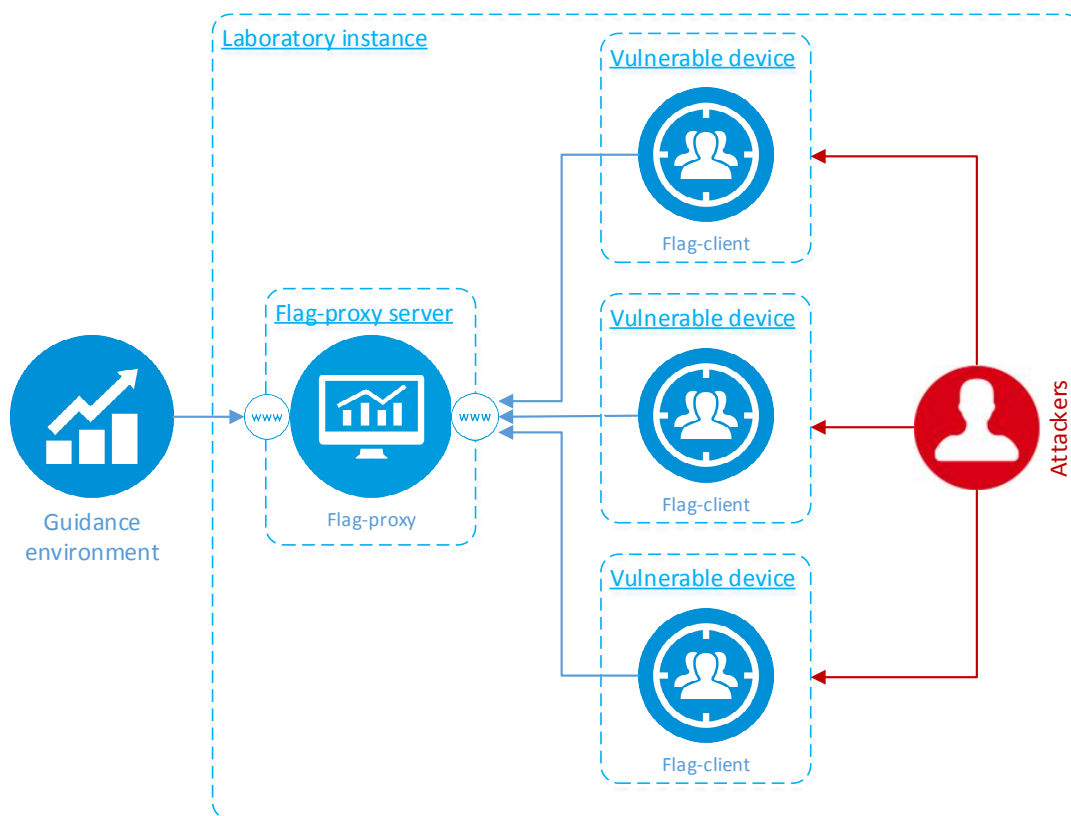 Laboratory instance
Vulnerable device
Flag-client
Flag-proxy server
www
www
Flag-proxy
Guidance
environment
Vulnerable device
Flag-client
Attackers
Vulnerable device
Flag-client